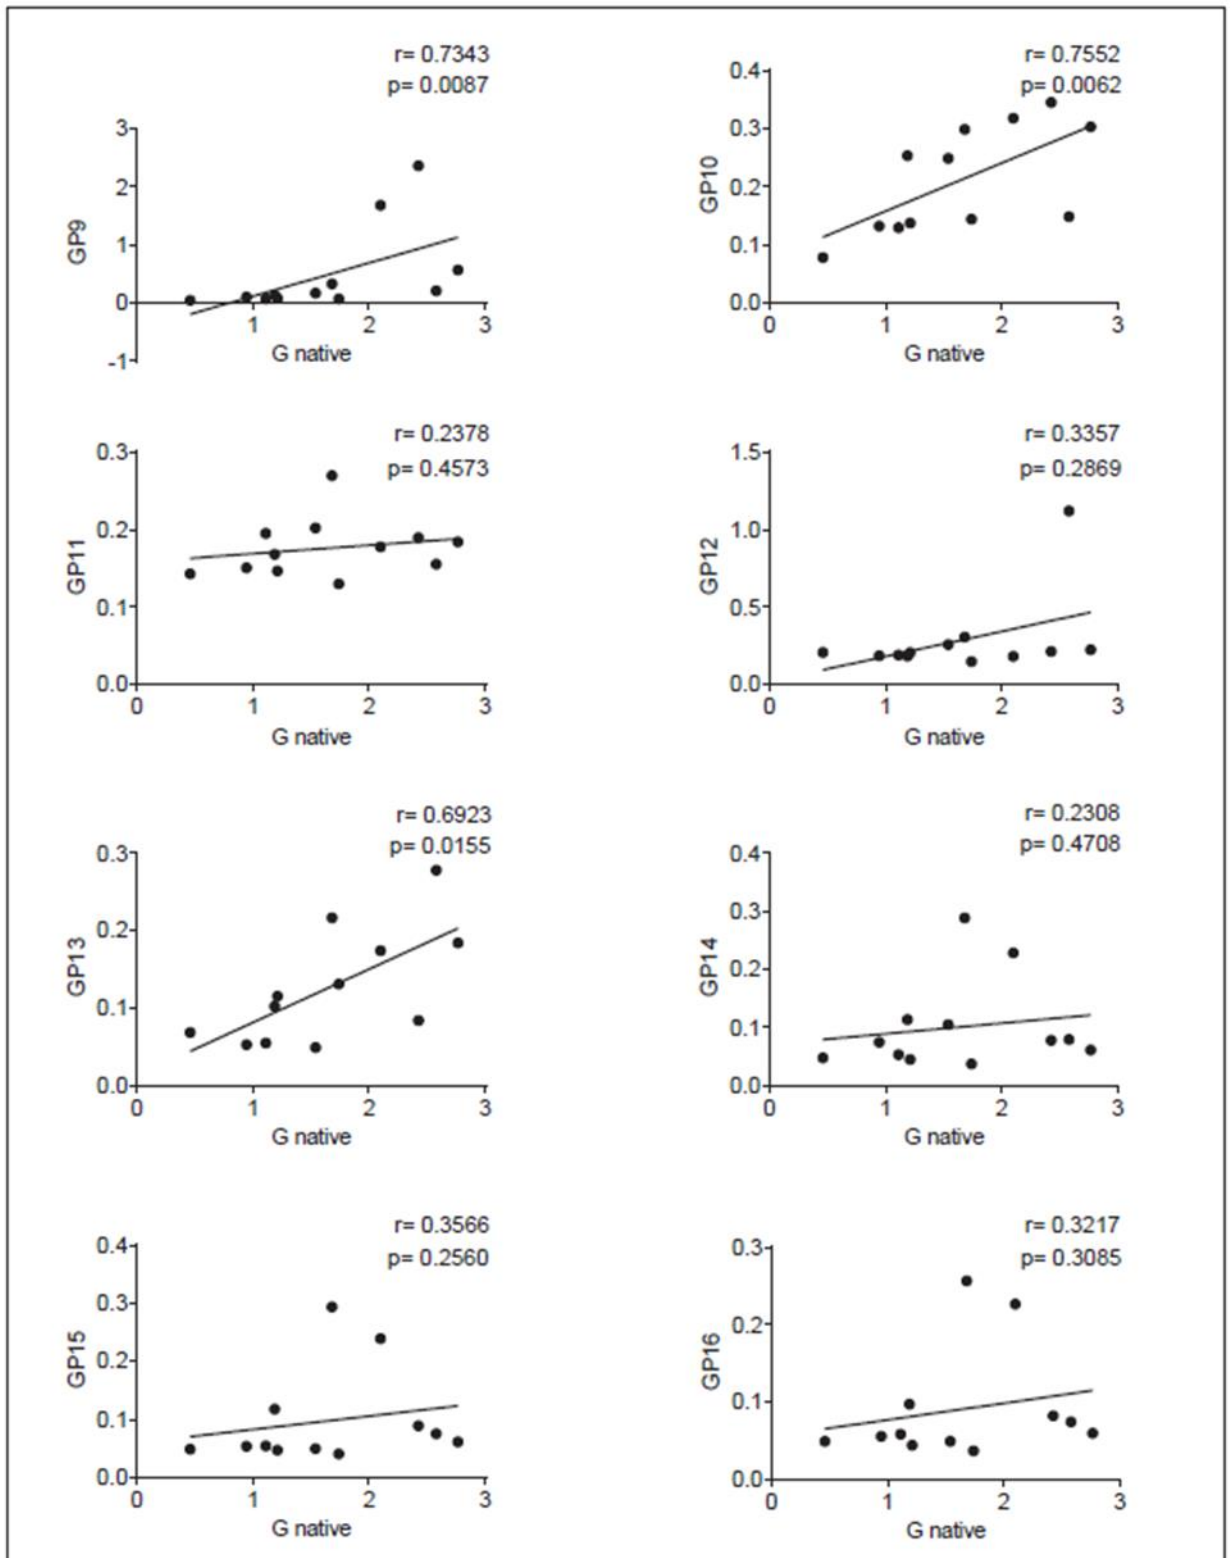 r= 0.7343
p= 0.0087
3
2
1
0
-1
GP9
1 2 3
G native
r= 0.7552
p= 0.0062
0.4
0.3
0.2
0.1
0.0
GP10
0 1 2 3
G native
r= 0.2378
p= 0.4573
0.3
0.2
0.1
0.0
GP11
0 1 2 3
G native
r= 0.3357
p= 0.2869
1.5
1.0
0.5
0.0
GP12
0 1 2 3
G native
r= 0.6923
p= 0.0155
0.3
0.2
0.1
0.0
GP13
0 1 2 3
G native
r= 0.2308
p= 0.4708
0.4
0.3
0.2
0.1
0.0
GP14
0 1 2 3
G native
r= 0.3566
p= 0.2560
0.4
0.3
0.2
0.1
0.0
GP15
0 1 2 3
G native
r= 0.3217
p= 0.3085
0.3
0.2
0.1
0.0
GP16
0 1 2 3
G native